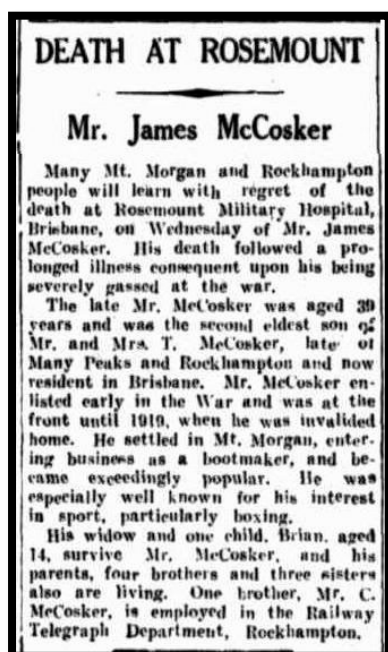 DEATH AT ROSEMOUNT
Mr. James McCosker
Many Mt. Morgan and Rockhampton
people will learn with regret of the
death at Rosemount Military Hospital,
Brisbane, on Wednesday of Mr. James
McCosker. His death followed a pro-
longed illness consequent upon his being
severely gassed at the war.
The late Mr. McCosker was aged 39
years and was the second eldest son of
Mr. and Mrs. T. McCosker, late of
Many Peaks and Rockhampton and now
resident in Brisbane. Mr. McCosker en-
listed early in the War and was at the
front until 1919, when he was invalided
home. He settled in Mt. Morgan, enter-
ing business as a bootmaker, and be-
came exceedingly popular. He was
especially well known for his interest
in sport, particularly boxing.
His widow and one child, Brian, aged
14, survive Mr. McCosker, and his
parents, four brothers and three sisters
also are living. One brother, Mr. C.
McCosker, is employed in the Railway
Telegraph Department, Rockhampton.